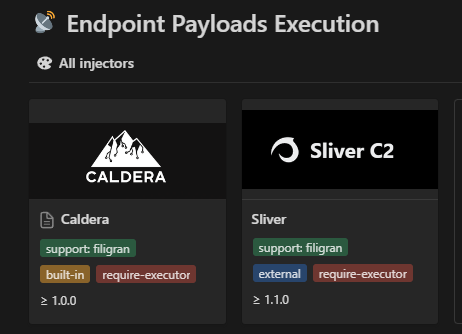 Endpoint Payloads Execution
All injectors
CALDERA
Sliver C2
Caldera
support: filigran
built-in require-executor
≥ 1.0.0
Sliver
support: filigran
external require-executor
≥ 1.1.0